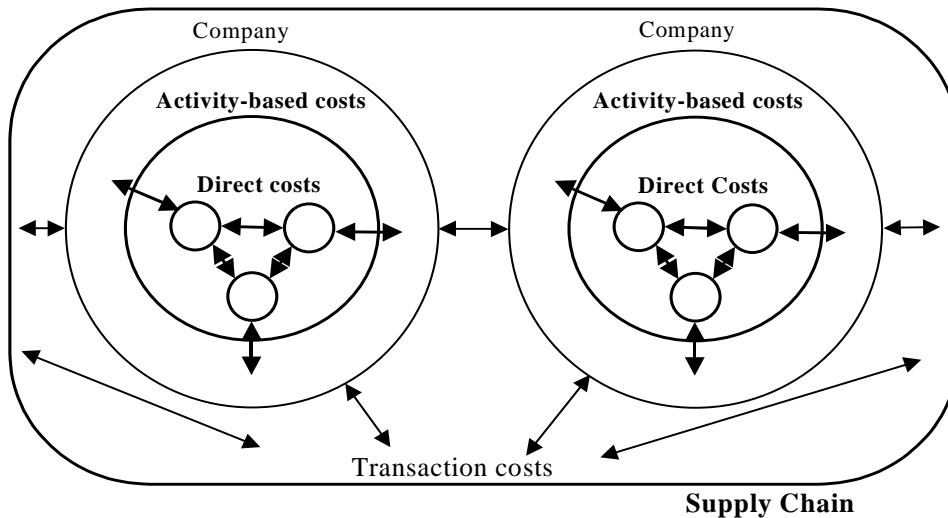 Company
Company
Activity-based costs
Activity-based costs
Direct costs
Direct Costs
Transaction costs
Supply Chain